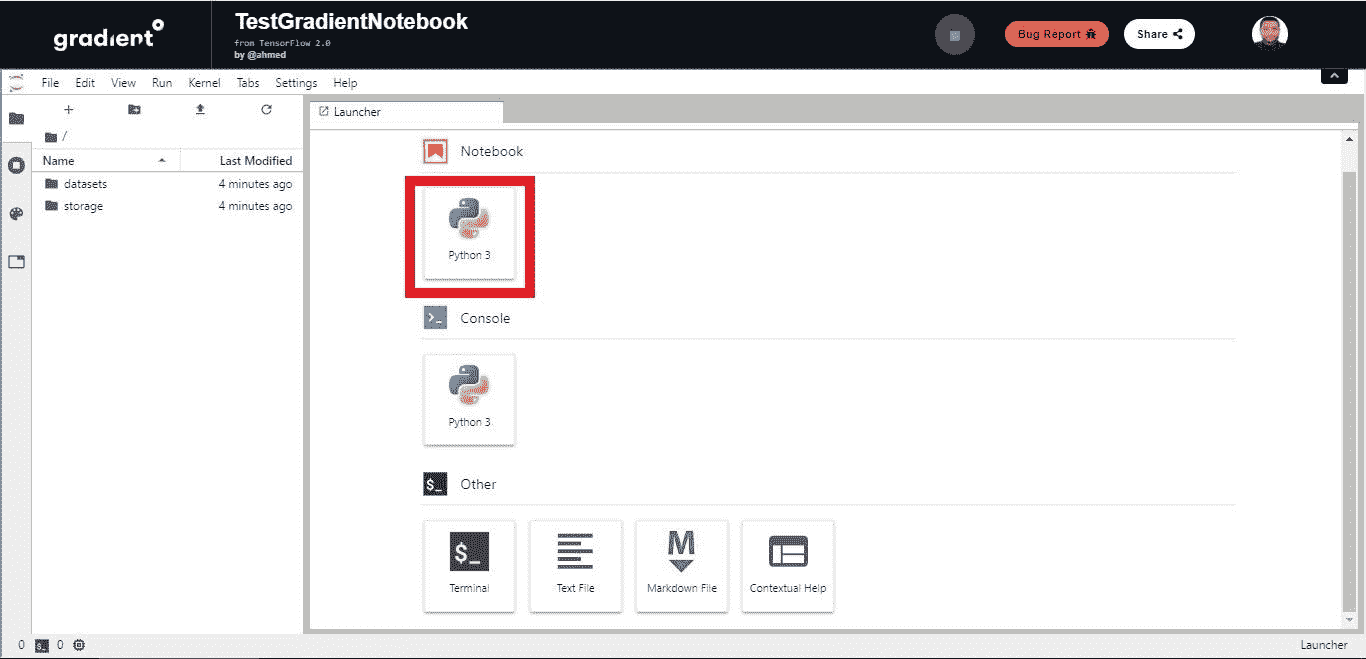 gradient
TestGradientNotebook
from TensorFlow 2.0
by @ahmed
Bug Report
Share
File Edit View Run Kernel Tabs Settings Help
Launcher
/
Name Last Modified
datasets 4 minutes ago
storage 4 minutes ago
Notebook
Python 3
Console
Python 3
$_ Other
$_
Terminal Text File Markdown File Contextual Help
0 $_ 0 Launcher